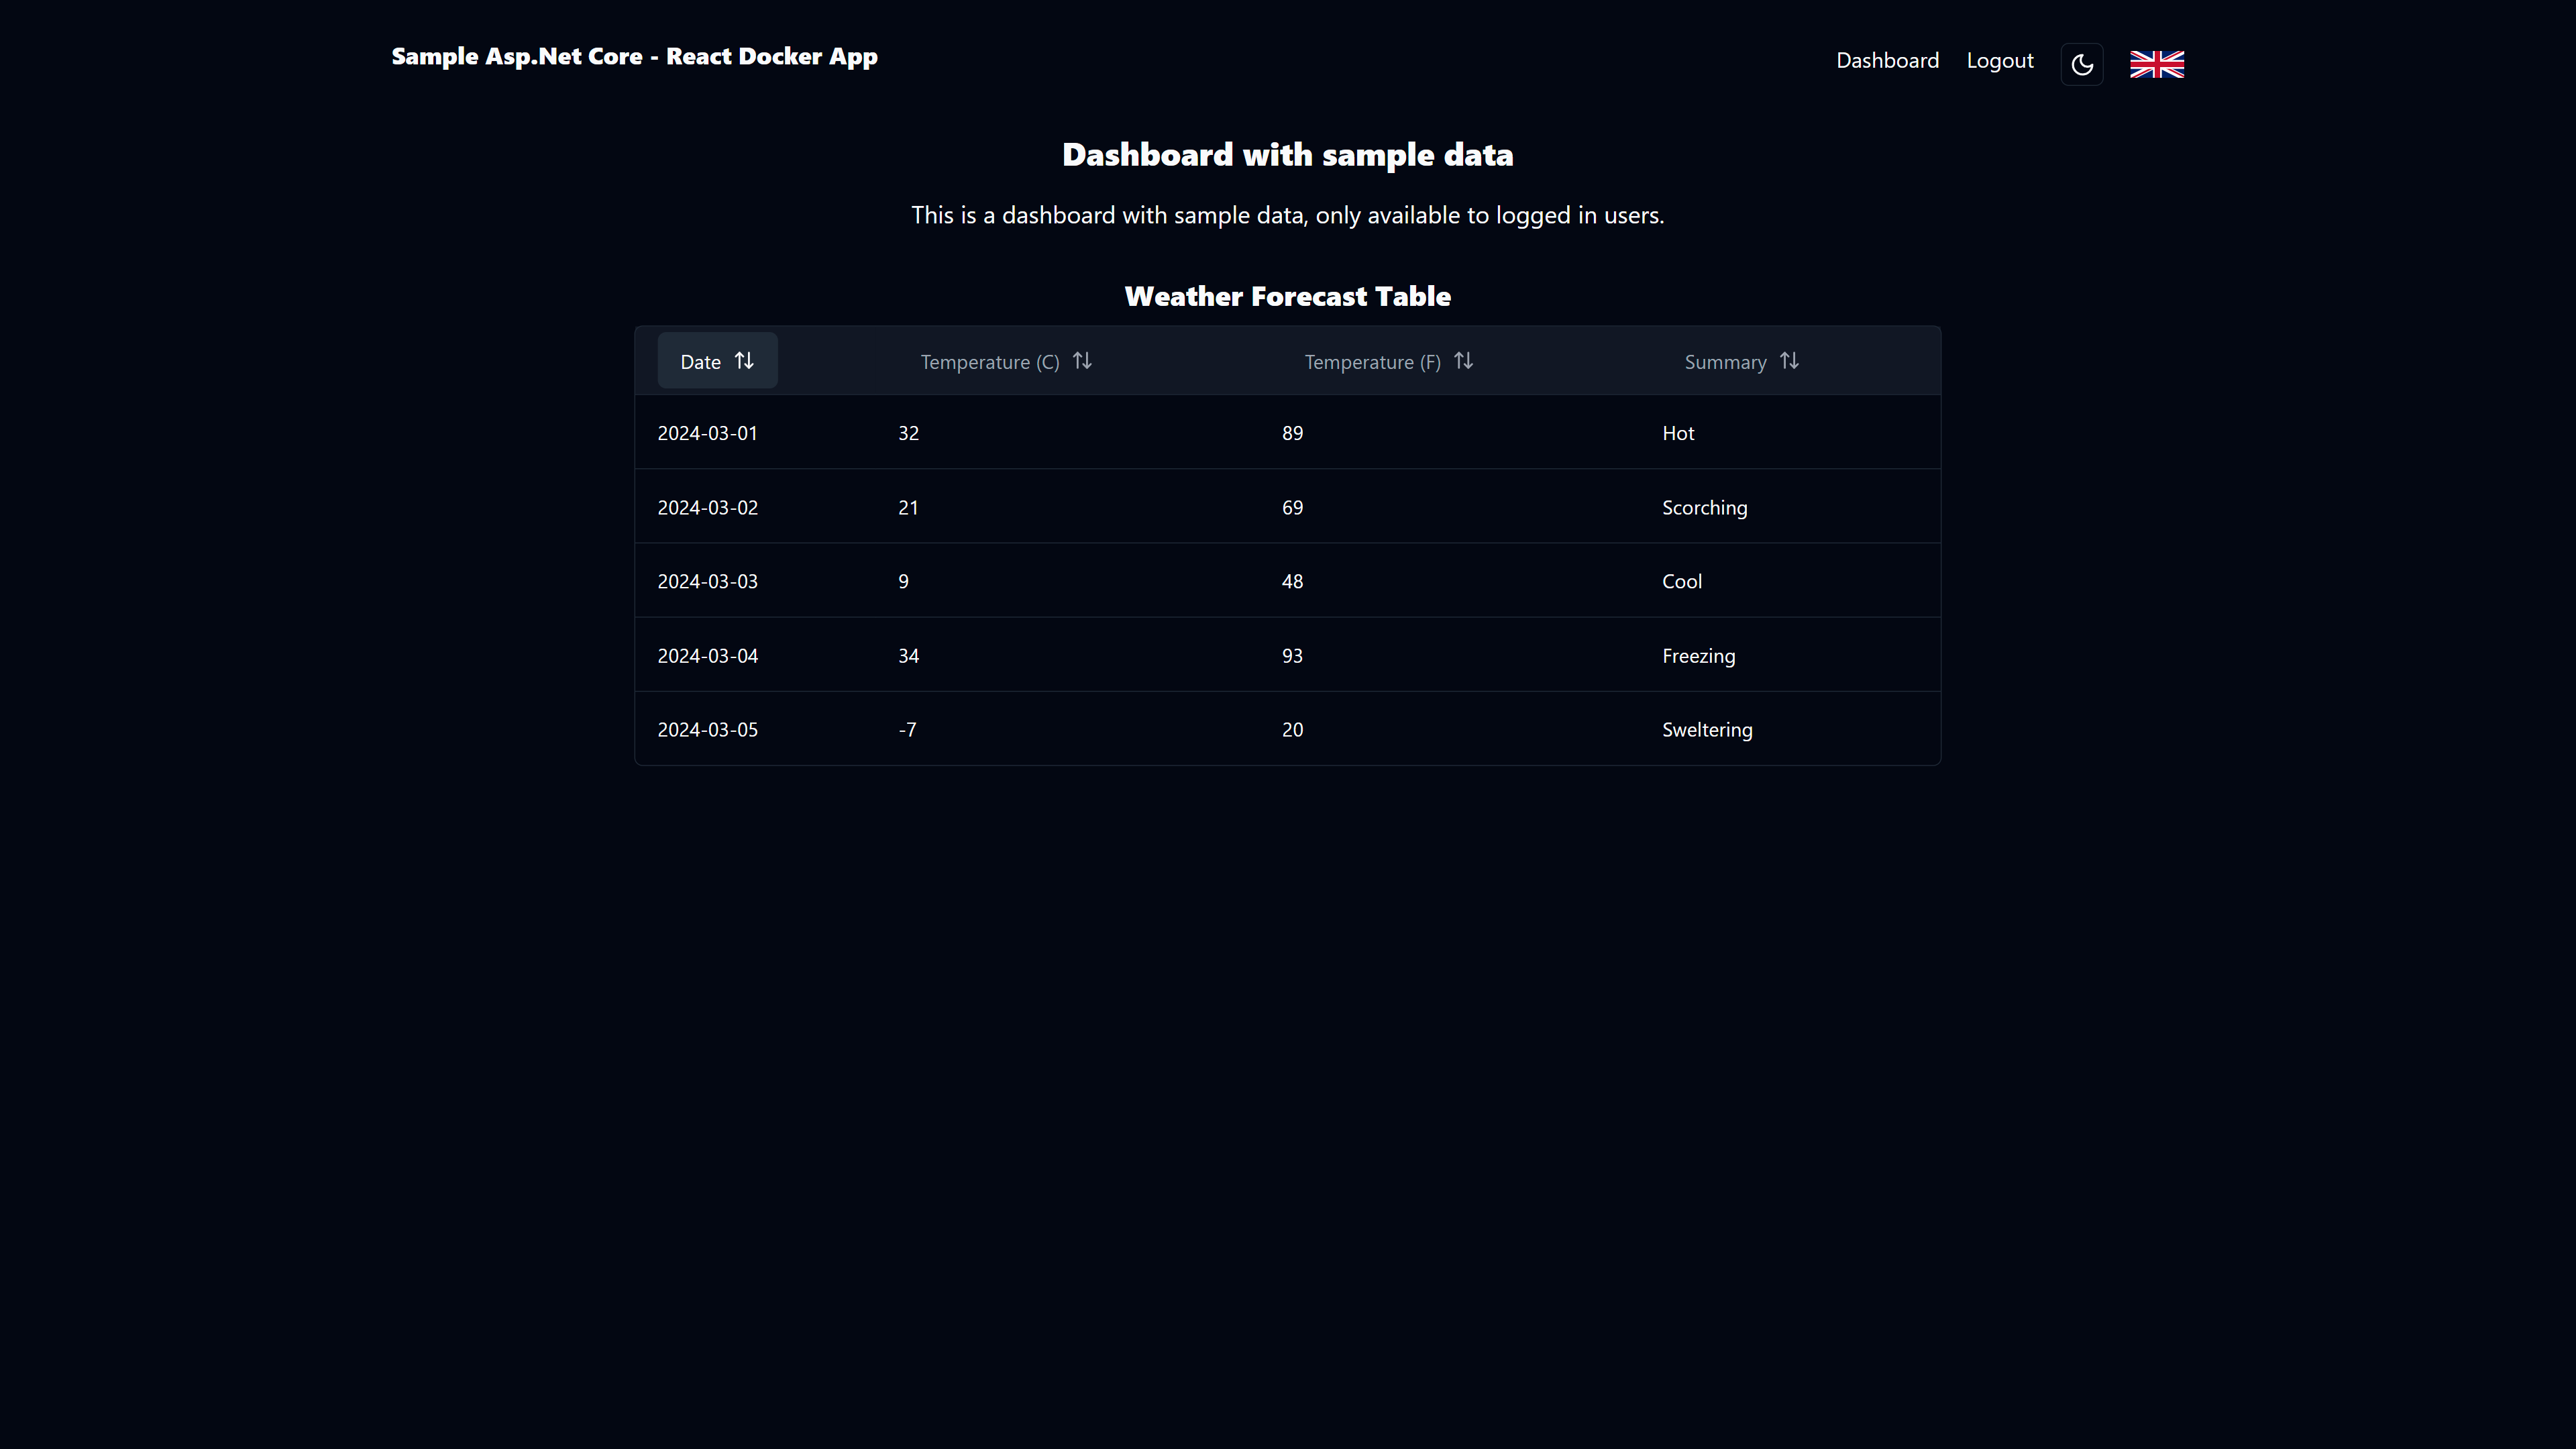 Sample Asp.Net Core - React Docker App
Dashboard Logout
Dashboard with sample data
This is a dashboard with sample data, only available to logged in users.
Weather Forecast Table
Date Temperature (C) Temperature (F) Summary
2024-03-01 32 89 Hot
2024-03-02 21 69 Scorching
2024-03-03 9 48 Cool
2024-03-04 34 93 Freezing
2024-03-05 -7 20 Sweltering